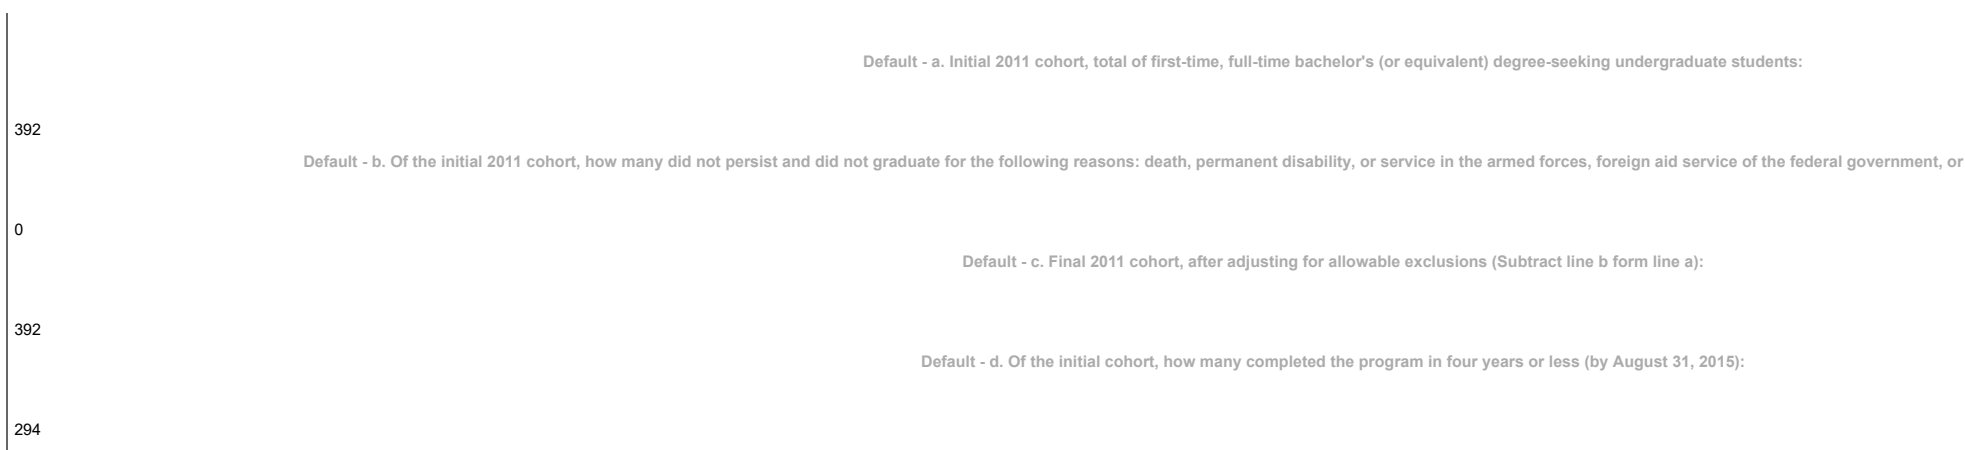 Default - a. Initial 2011 cohort, total of first-time, full-time bachelor's (or equivalent) degree-seeking undergraduate students:
392
Default - b. Of the initial 2011 cohort, how many did not persist and did not graduate for the following reasons: death, permanent disability, or service in the armed forces, foreign aid service of the federal government, or
0
Default - c. Final 2011 cohort, after adjusting for allowable exclusions (Subtract line b form line a):
392
Default - d. Of the initial cohort, how many completed the program in four years or less (by August 31, 2015):
294